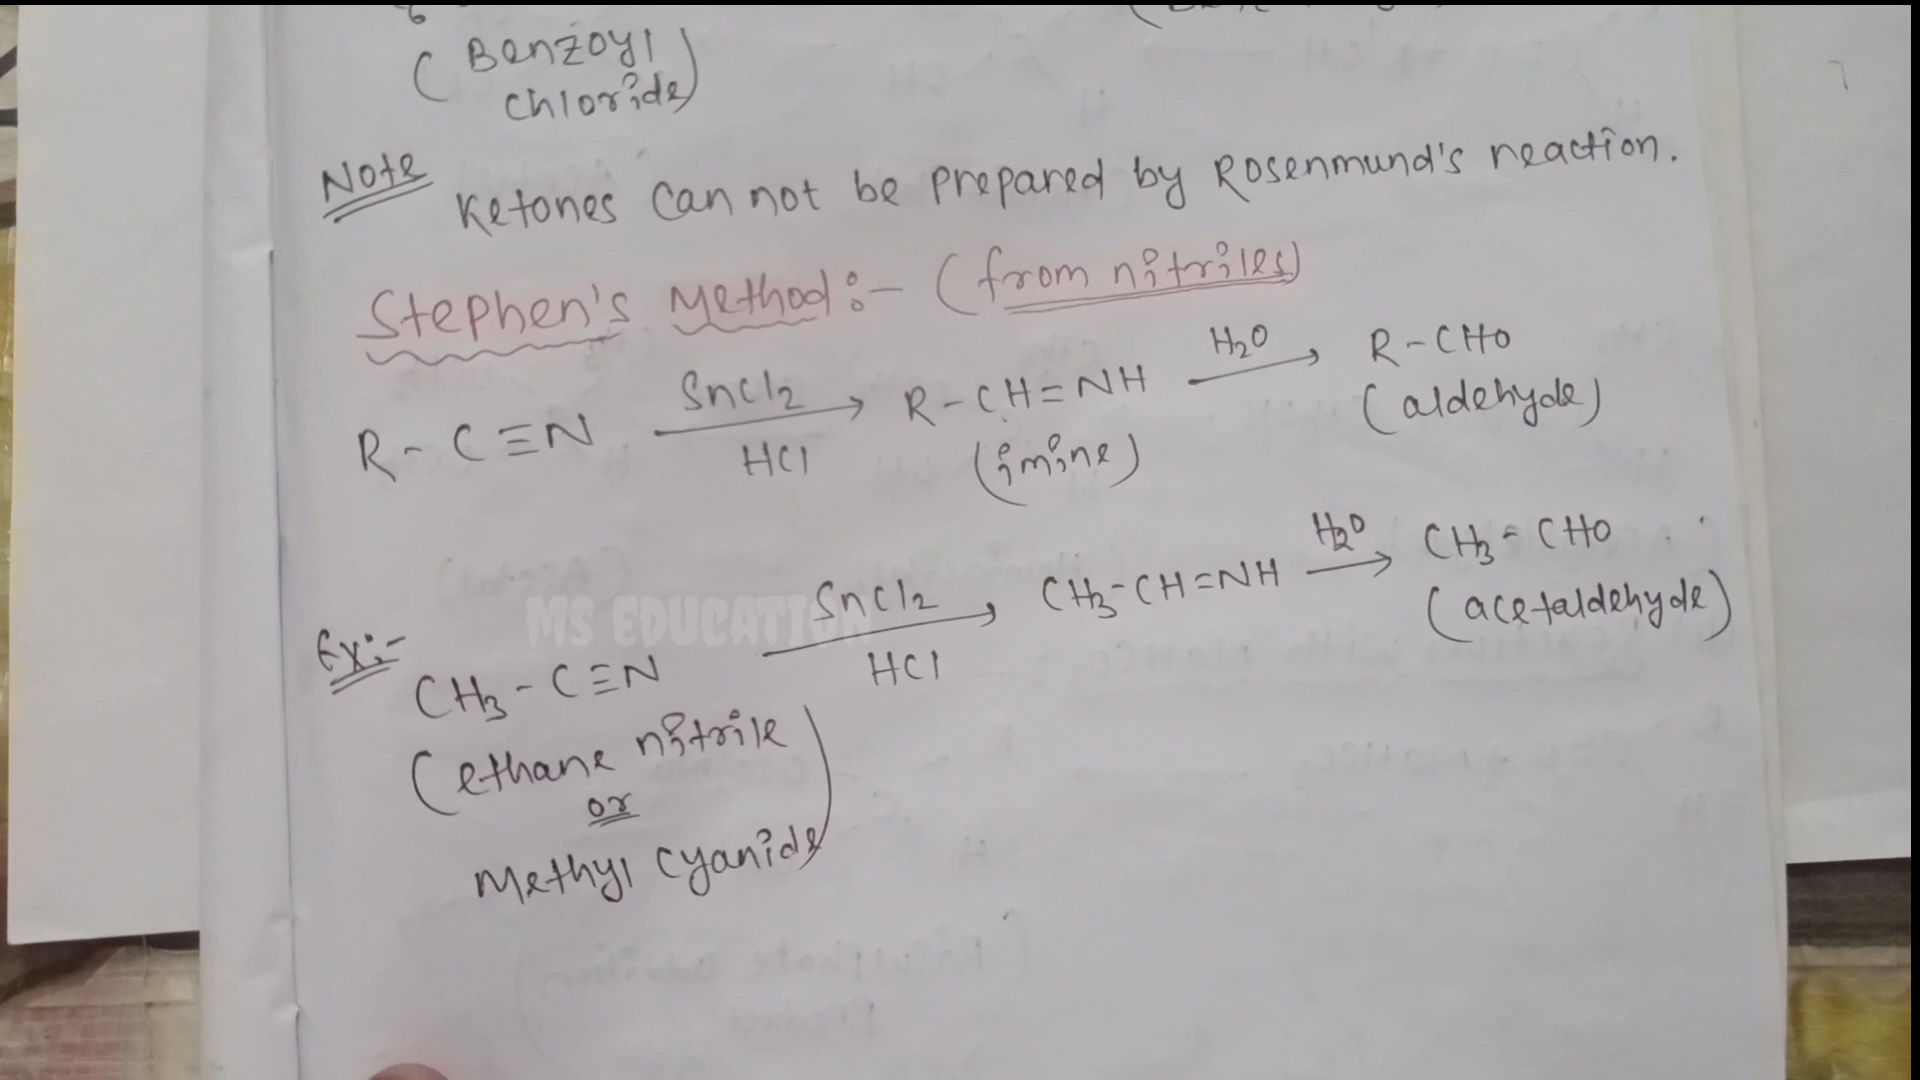 ( Benzoyl
chloride)
Note
Ketones can not be prepared by Rosenmund's reaction.
Stephen's Method :- (from nitriles)
R - C ≡ N SnCl2 HCl → R - CH = NH H2O → R - CHO
(imine) (aldehyde)
MS EDUCATION
Ex:-
CH3 - C ≡ N SnCl2 HCl → CH3 - CH = NH H2O → CH3 - CHO
(acetaldehyde)
(ethane nitrile
or
Methyl cyanide)